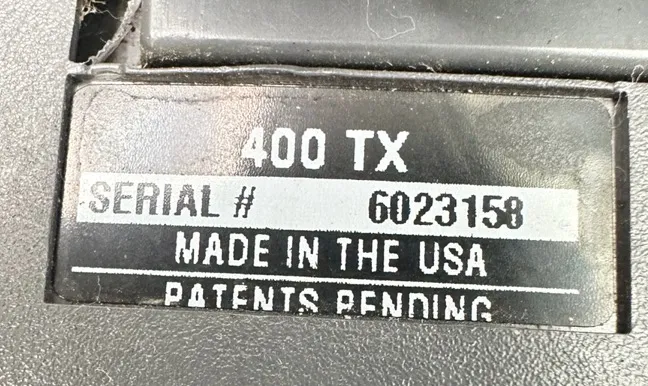 400 TX
SERIAL # 6023158
MADE IN THE USA
PATENTS PENDING